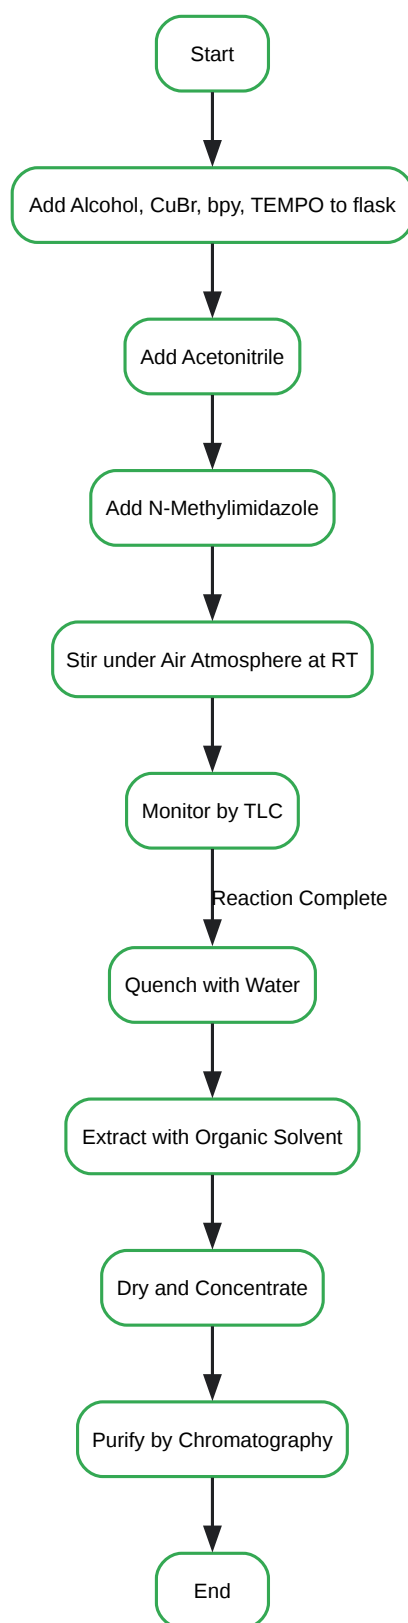 Start
Add Alcohol, CuBr, bpy, TEMPO to flask
Add Acetonitrile
Add N-Methylimidazole
Stir under Air Atmosphere at RT
Monitor by TLC
Reaction Complete
Quench with Water
Extract with Organic Solvent
Dry and Concentrate
Purify by Chromatography
End